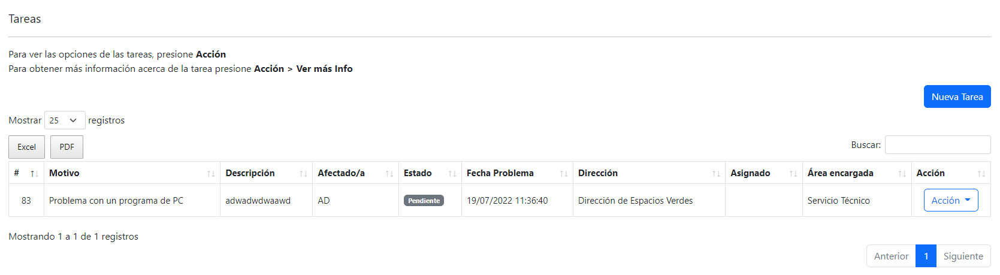 Tareas
Para ver las opciones de las tareas, presione Acción
Para obtener más información acerca de la tarea presione Acción > Ver más Info
Nueva Tarea
Mostrar 25 registros
Excel PDF Buscar:
# Motivo Descripción Afectado/a Estado Fecha Problema Dirección Asignado Área encargada Acción
83 Problema con un programa de PC adwadwdwaawd AD Pendiente 19/07/2022 11:36:40 Dirección de Espacios Verdes Servicio Técnico Acción
Mostrando 1 a 1 de 1 registros
Anterior 1 Siguiente